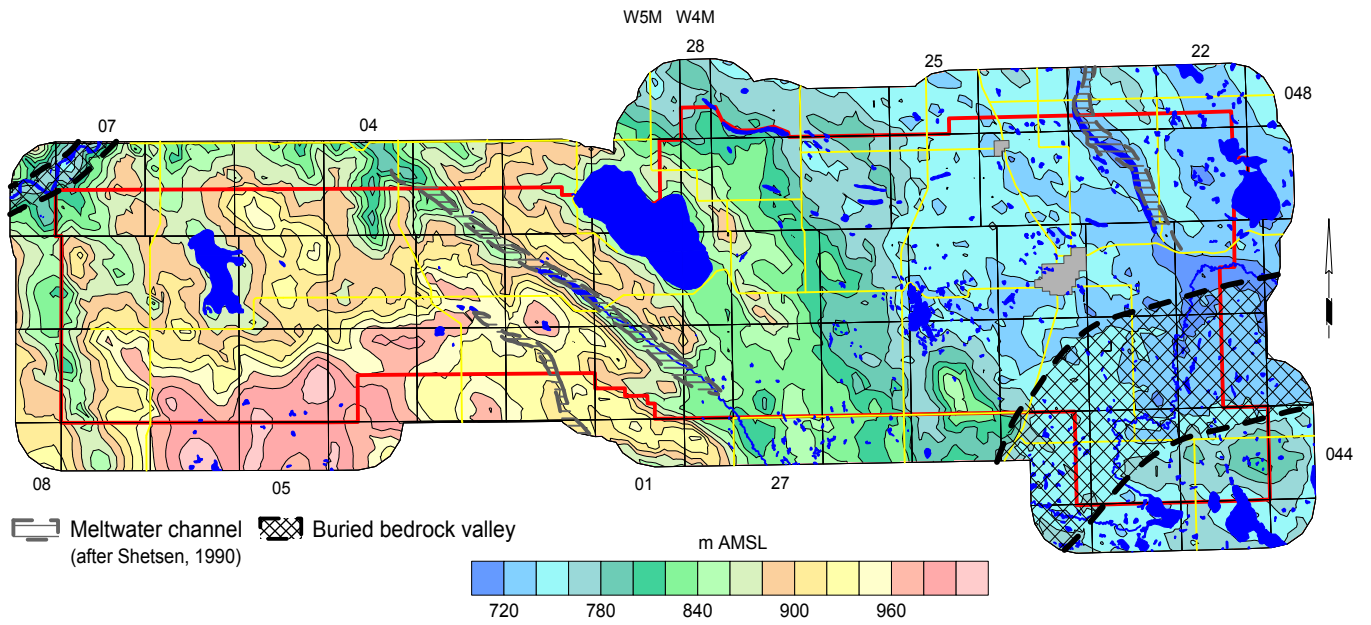 W5M W4M
28
25
22
048
07
04
044
08
05
01
27
Meltwater channel
(after Shetsen, 1990)
Buried bedrock valley
m AMSL
720 780 840 900 960